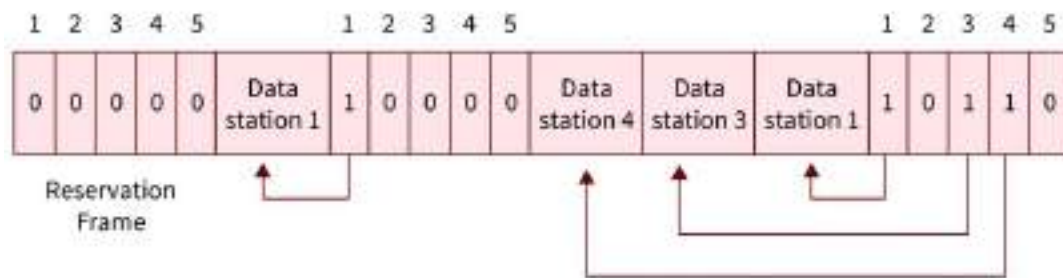 1 2 3 4 5 1 2 3 4 5 1 2 3 4 5
0 0 0 0 0 Data station 1 1 0 0 0 0 Data station 4 Data station 3 Data station 1 1 0 1 1 0
Reservation
Frame